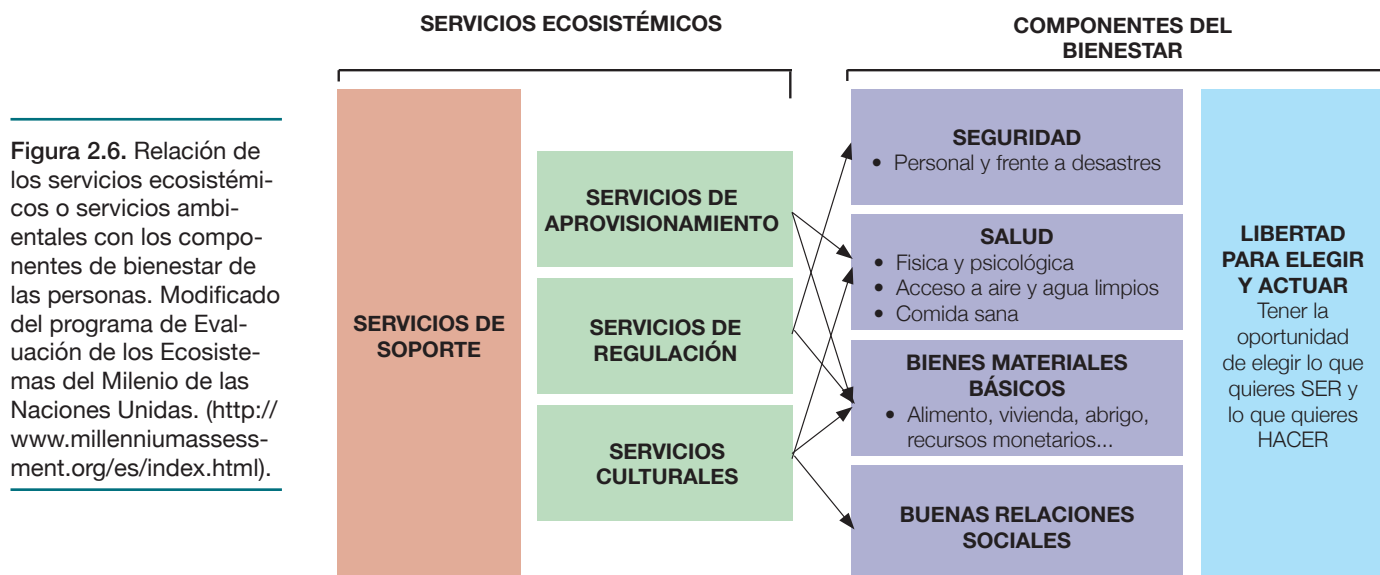 SERVICIOS ECOSISTÉMICOS
COMPONENTES DEL
BIENESTAR
Figura 2.6. Relación de
los servicios ecosistémi-
cos o servicios ambi-
entales con los compo-
nentes de bienestar de
las personas. Modificado
del programa de Eval-
uación de los Ecosiste-
mas del Milenio de las
Naciones Unidas. (http://
www.millenniumassess-
ment.org/es/index.html).
SERVICIOS DE
SOPORTE
SERVICIOS DE
APROVISIONAMIENTO
SERVICIOS DE
REGULACIÓN
SERVICIOS
CULTURALES
SEGURIDAD
• Personal y frente a desastres
SALUD
• Fisica y psicológica
• Acceso a aire y agua limpios
• Comida sana
BIENES MATERIALES
BÁSICOS
• Alimento, vivienda, abrigo,
recursos monetarios...
BUENAS RELACIONES
SOCIALES
LIBERTAD
PARA ELEGIR
Y ACTUAR
Tener la
oportunidad
de elegir lo que
quieres SER y
lo que quieres
HACER